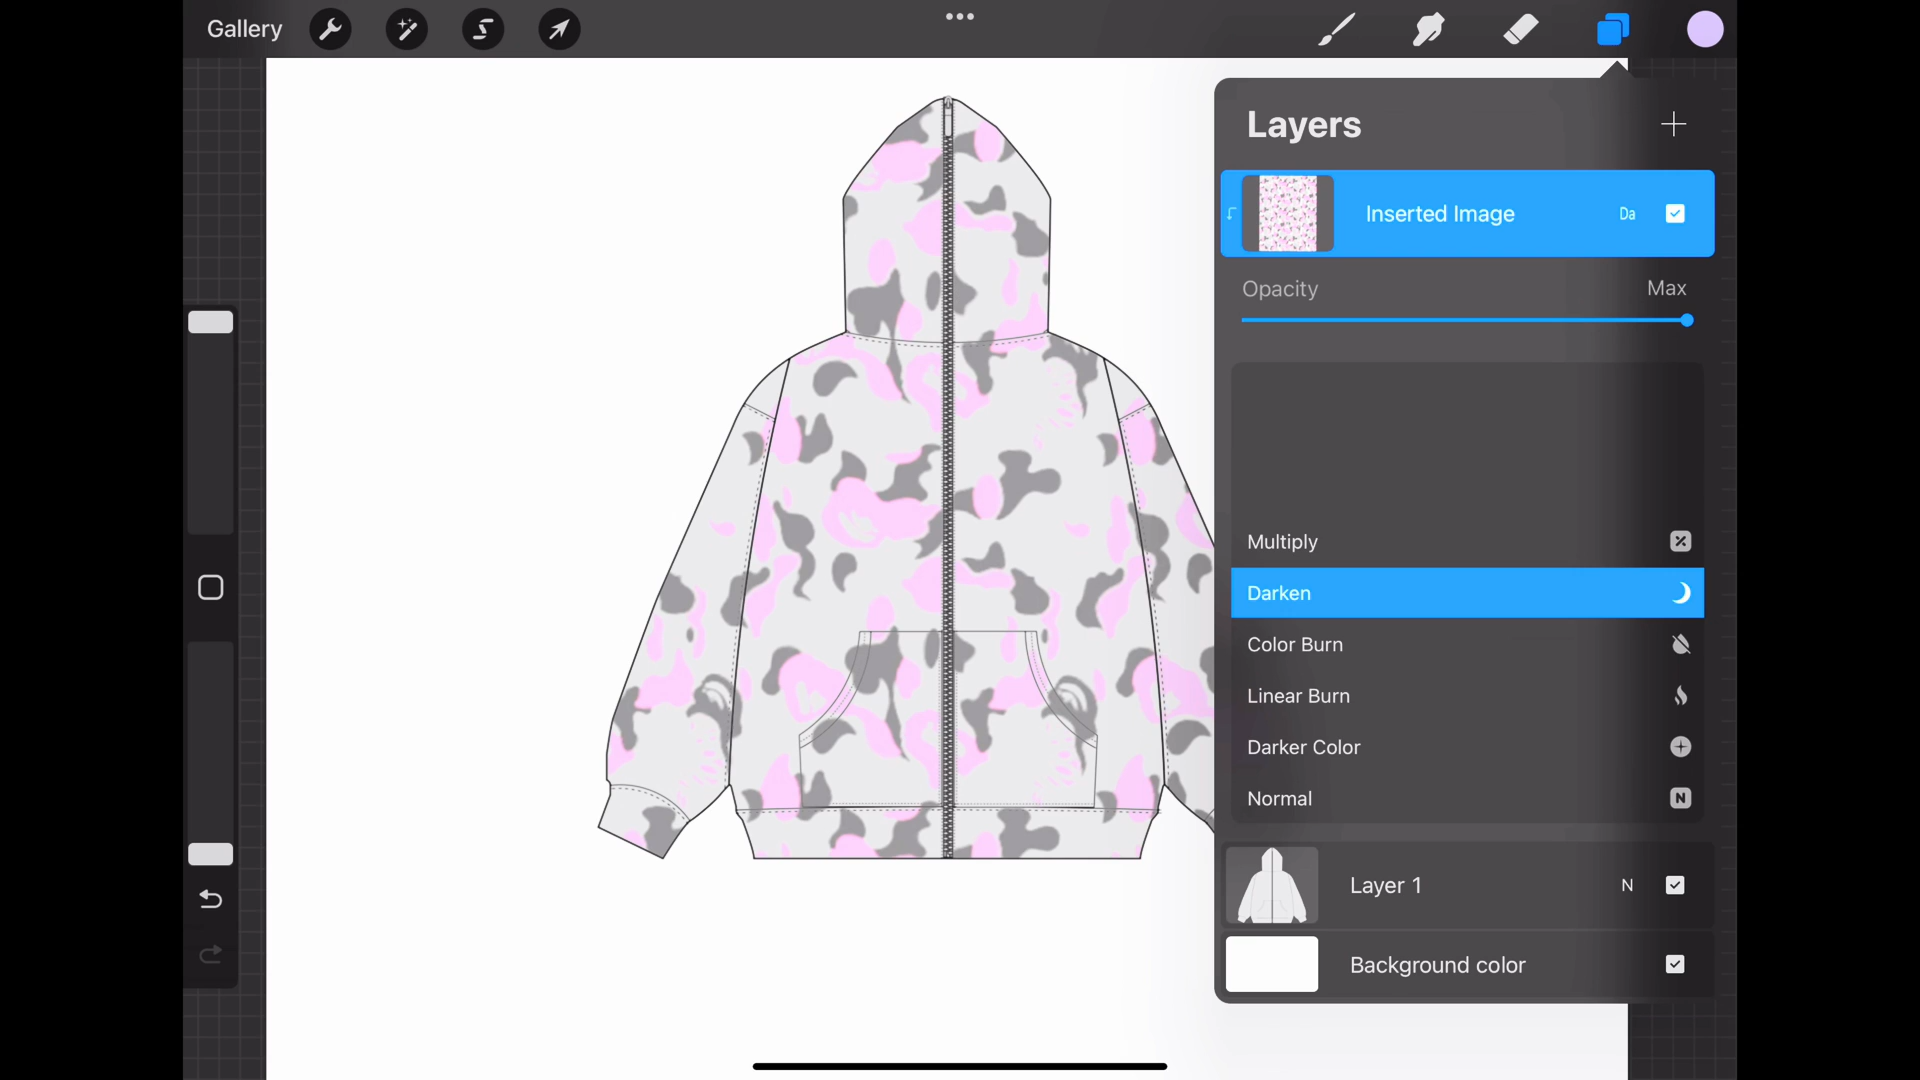 Gallery
Layers
Inserted Image Da
Opacity Max
Multiply
Darken
Color Burn
Linear Burn
Darker Color
Normal N
Layer 1 N
Background color